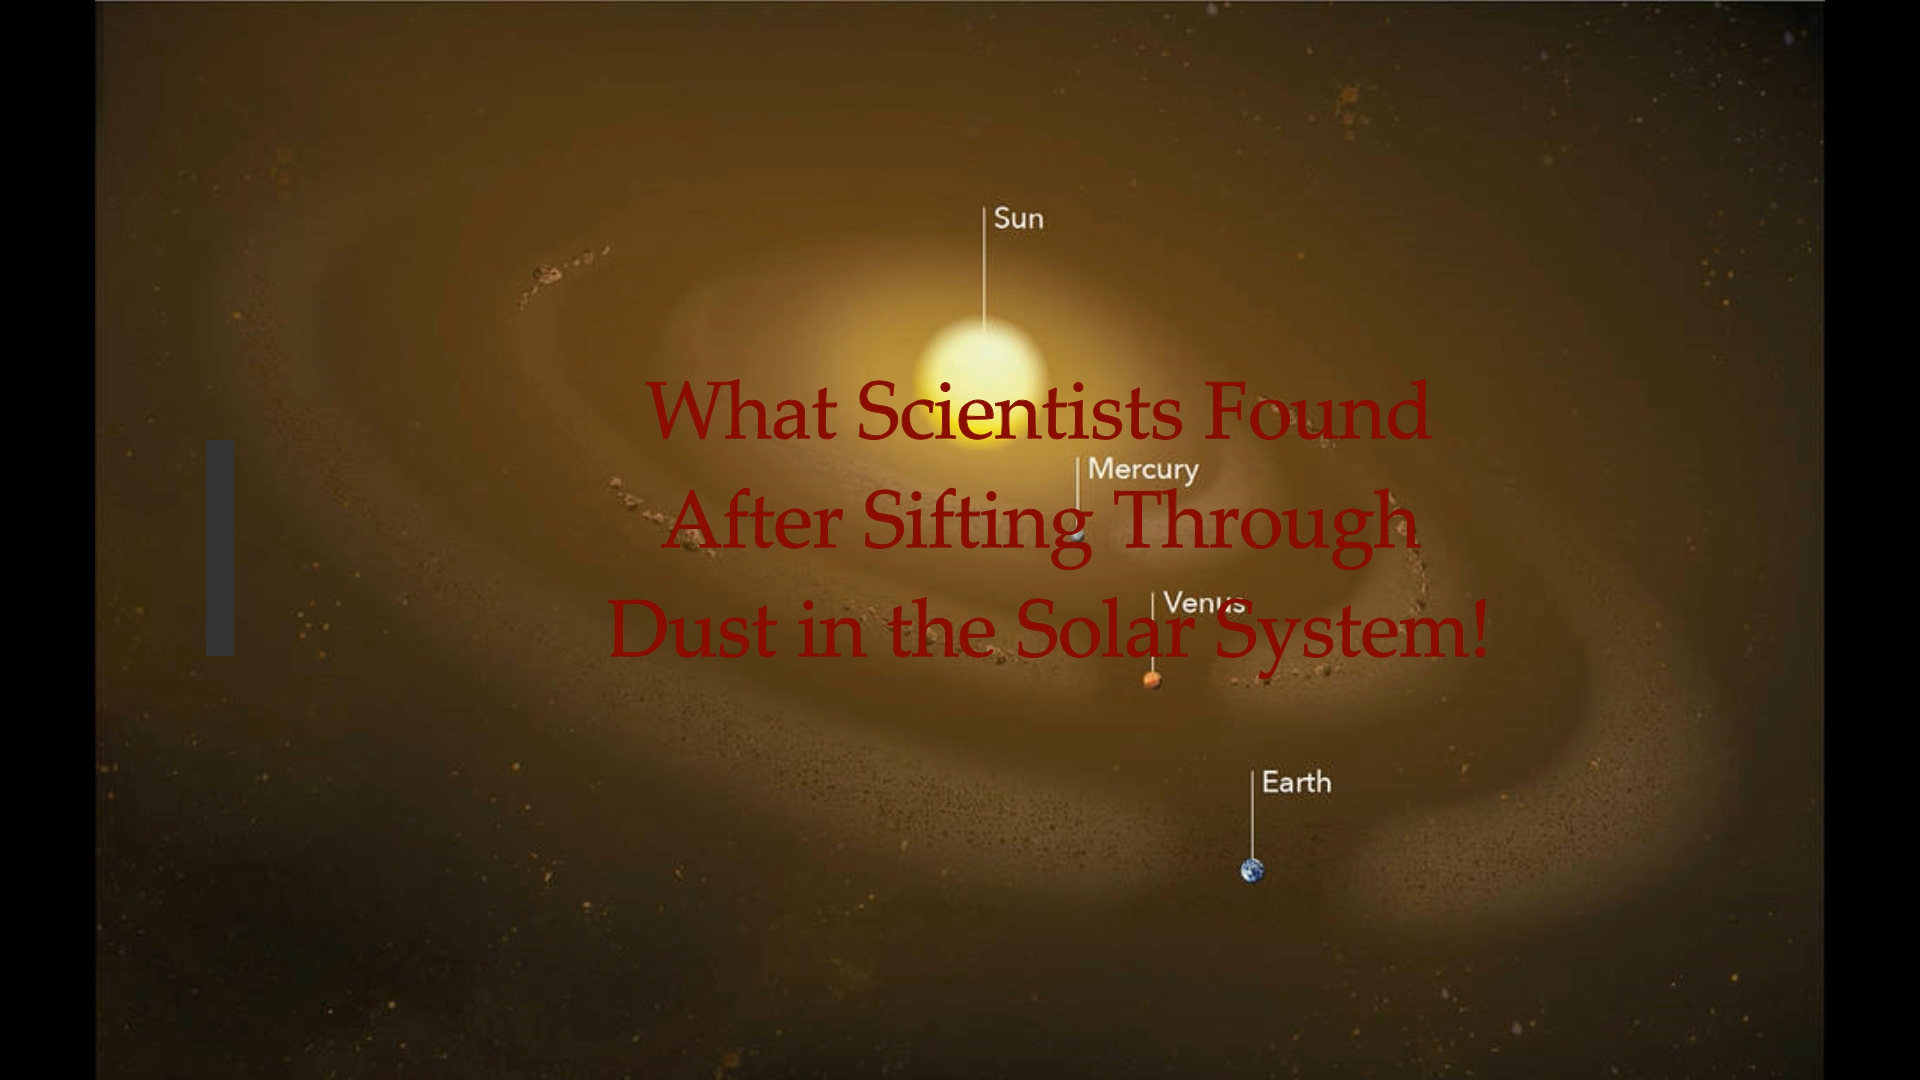 Sun
What Scientists Found
Mercury
After Sifting Through
Venus
Dust in the Solar System!
Earth